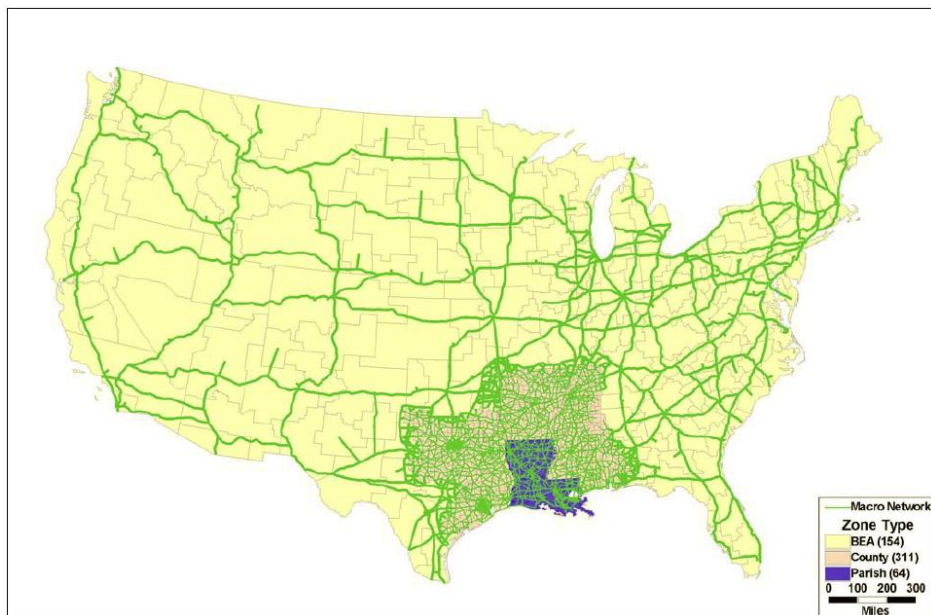 Macro Network
Zone Type
BEA (154)
County (311)
Parish (64)
0 100 200 300
Miles